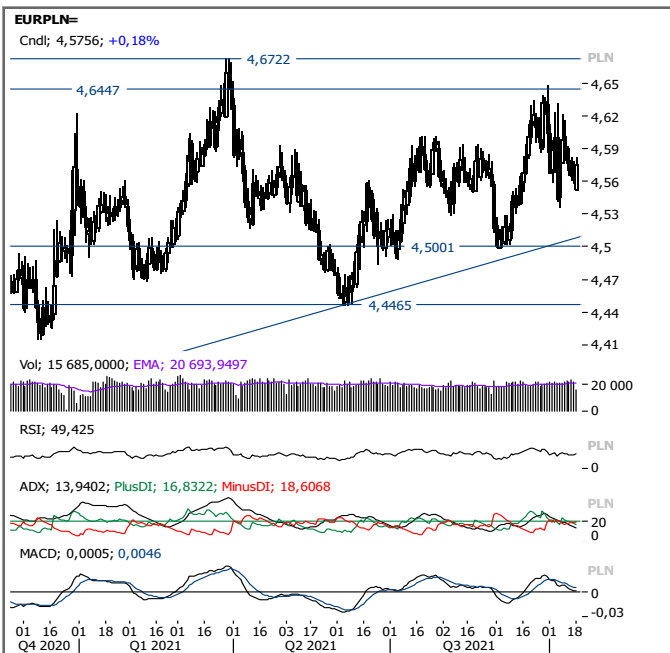 EURPLN=
Cndl; 4,5756; +0,18%
PLN
4,6722
4,65
4,6447
4,62
4,59
4,56
4,53
4,5
4,5001
4,47
4,4465
4,44
4,41
Vol; 15 685,0000; EMA; 20 693,9497
20 000
0
RSI; 49,425
PLN
0
ADX; 13,9402; PlusDI; 16,8322; MinusDI; 18,6068
PLN
20
0
MACD; 0,0005; 0,0046
PLN
0
-0,03
01 16 01 18 01 16 01 16 01 16 03 17 01 16 01 16 02 16 01 16 01 18
Q4 2020 Q1 2021 Q2 2021 Q3 2021